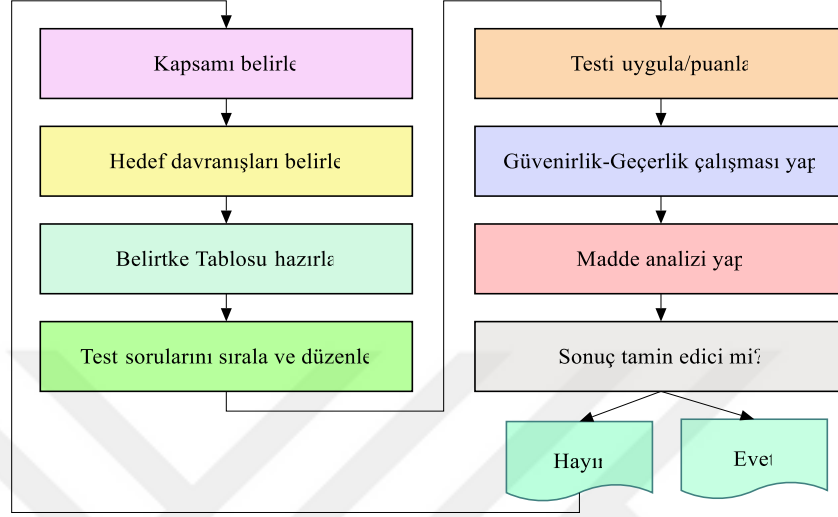 Kapsamı belirle
Hedef davranışları belirle
Belirtke Tablosu hazırla
Test sorularını sırala ve düzenle
Testi uygula/puanla
Güvenirlik-Geçerlik çalışması yap
Madde analizi yap
Sonuç tamin edici mi?
Hayır
Evet